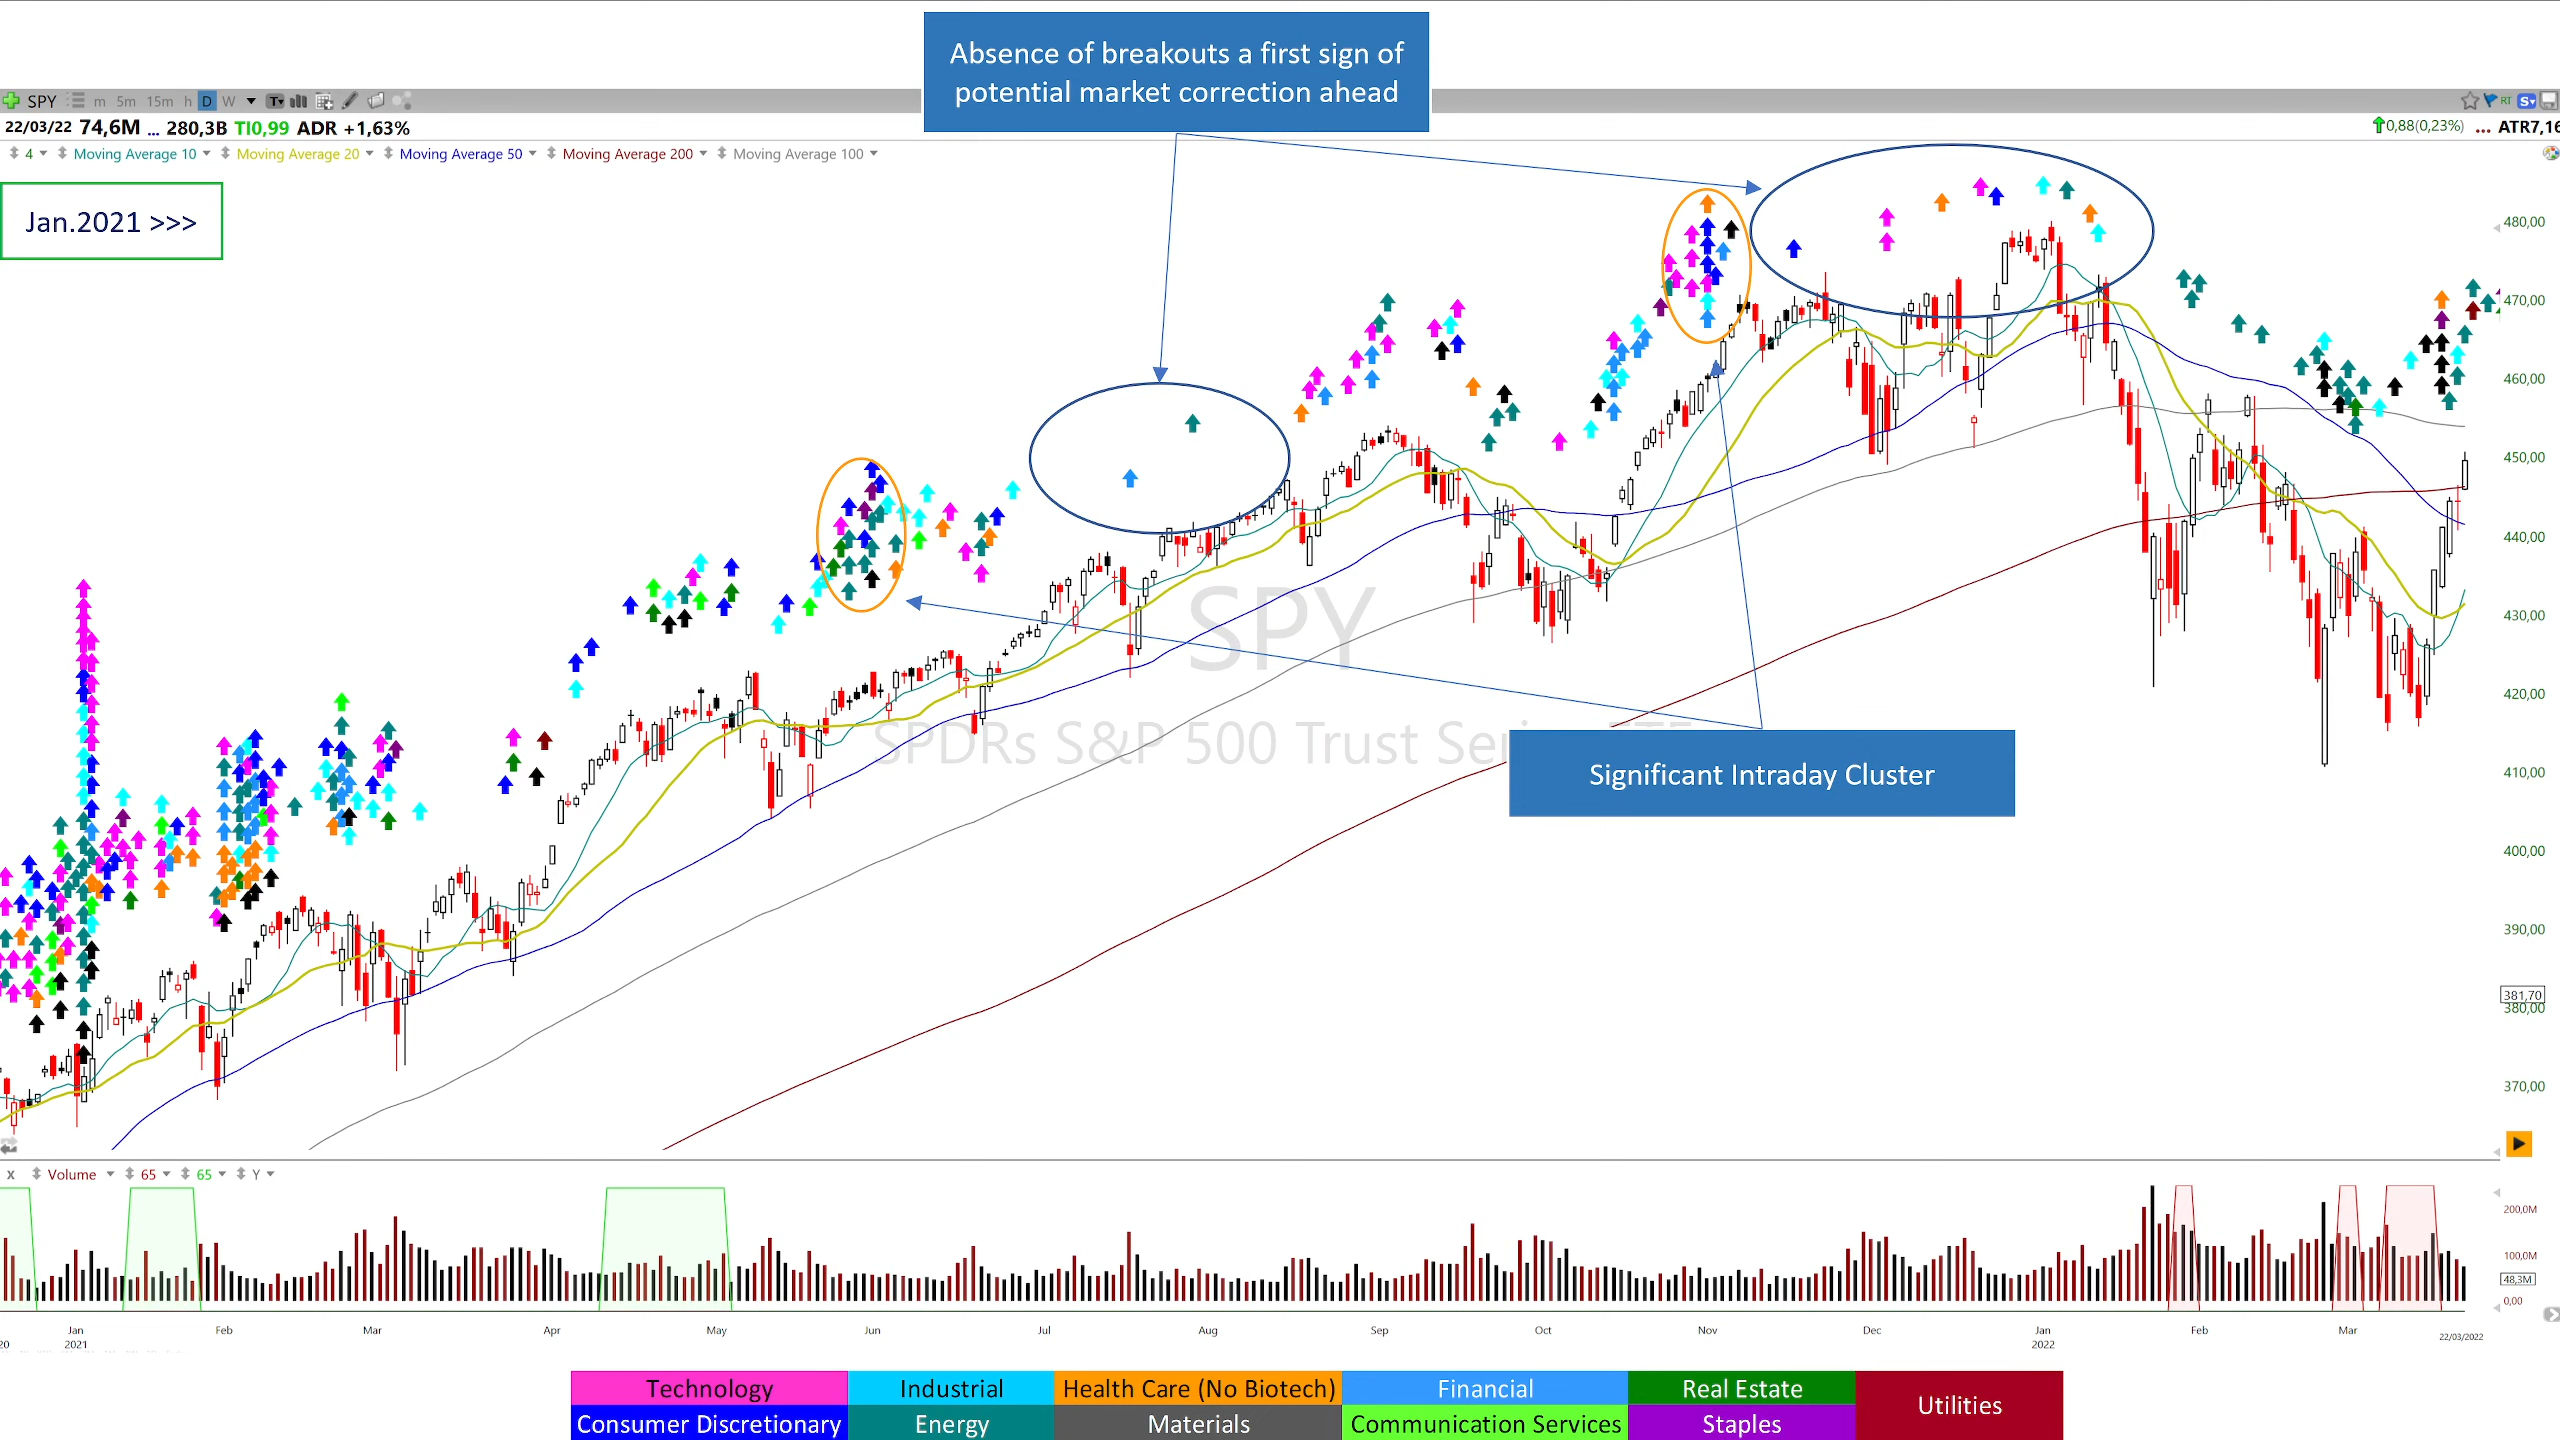 Absence of breakouts a first sign of
potential market correction ahead
SPY m 5m 15m h D W T
RT S
22/03/22 74,6M ... 280,3B TI0,99 ADR +1,63%
0,88(0,23%) ... ATR7,16
4 Moving Average 10 Moving Average 20 Moving Average 50 Moving Average 200 Moving Average 100
Jan.2021 >>>
480,00
470,00
460,00
450,00
440,00
430,00
420,00
410,00
400,00
390,00
381,70
380,00
370,00
SPY
SPDRs S&P 500 Trust Seri
Significant Intraday Cluster
x Volume 65 65 Y
200,0M
100,0M
48,3M
0,00
Jan Feb Mar Apr May Jun Jul Aug Sep Oct Nov Dec Jan Feb Mar 22/03/2022
20 2021 2022
Technology Industrial Health Care (No Biotech) Financial Real Estate Utilities
Consumer Discretionary Energy Materials Communication Services Staples